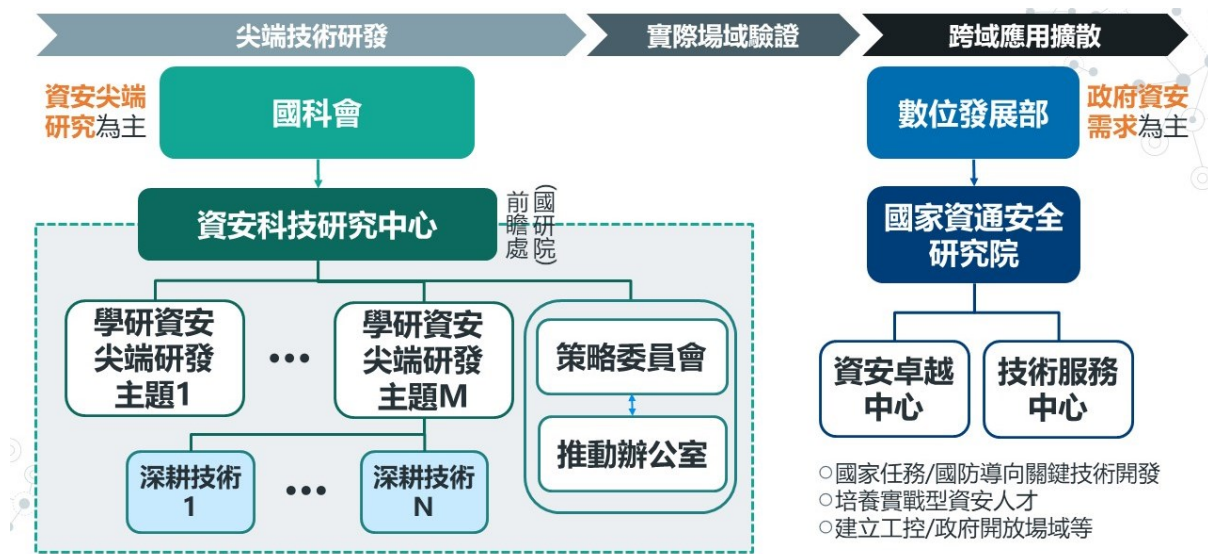 尖端技術研發
實際場域驗證
跨域應用擴散
資安尖端
研究為主
國科會
數位發展部
政府資安
需求為主
資安科技研究中心
(國研院)
前瞻處
國家資通安全
研究院
學研資安
尖端研發
主題1
•••
學研資安
尖端研發
主題M
策略委員會
推動辦公室
深耕技術
1
•••
深耕技術
N
資安卓越
中心
技術服務
中心
○國家任務/國防導向關鍵技術開發
○培養實戰型資安人才
○建立工控/政府開放場域等